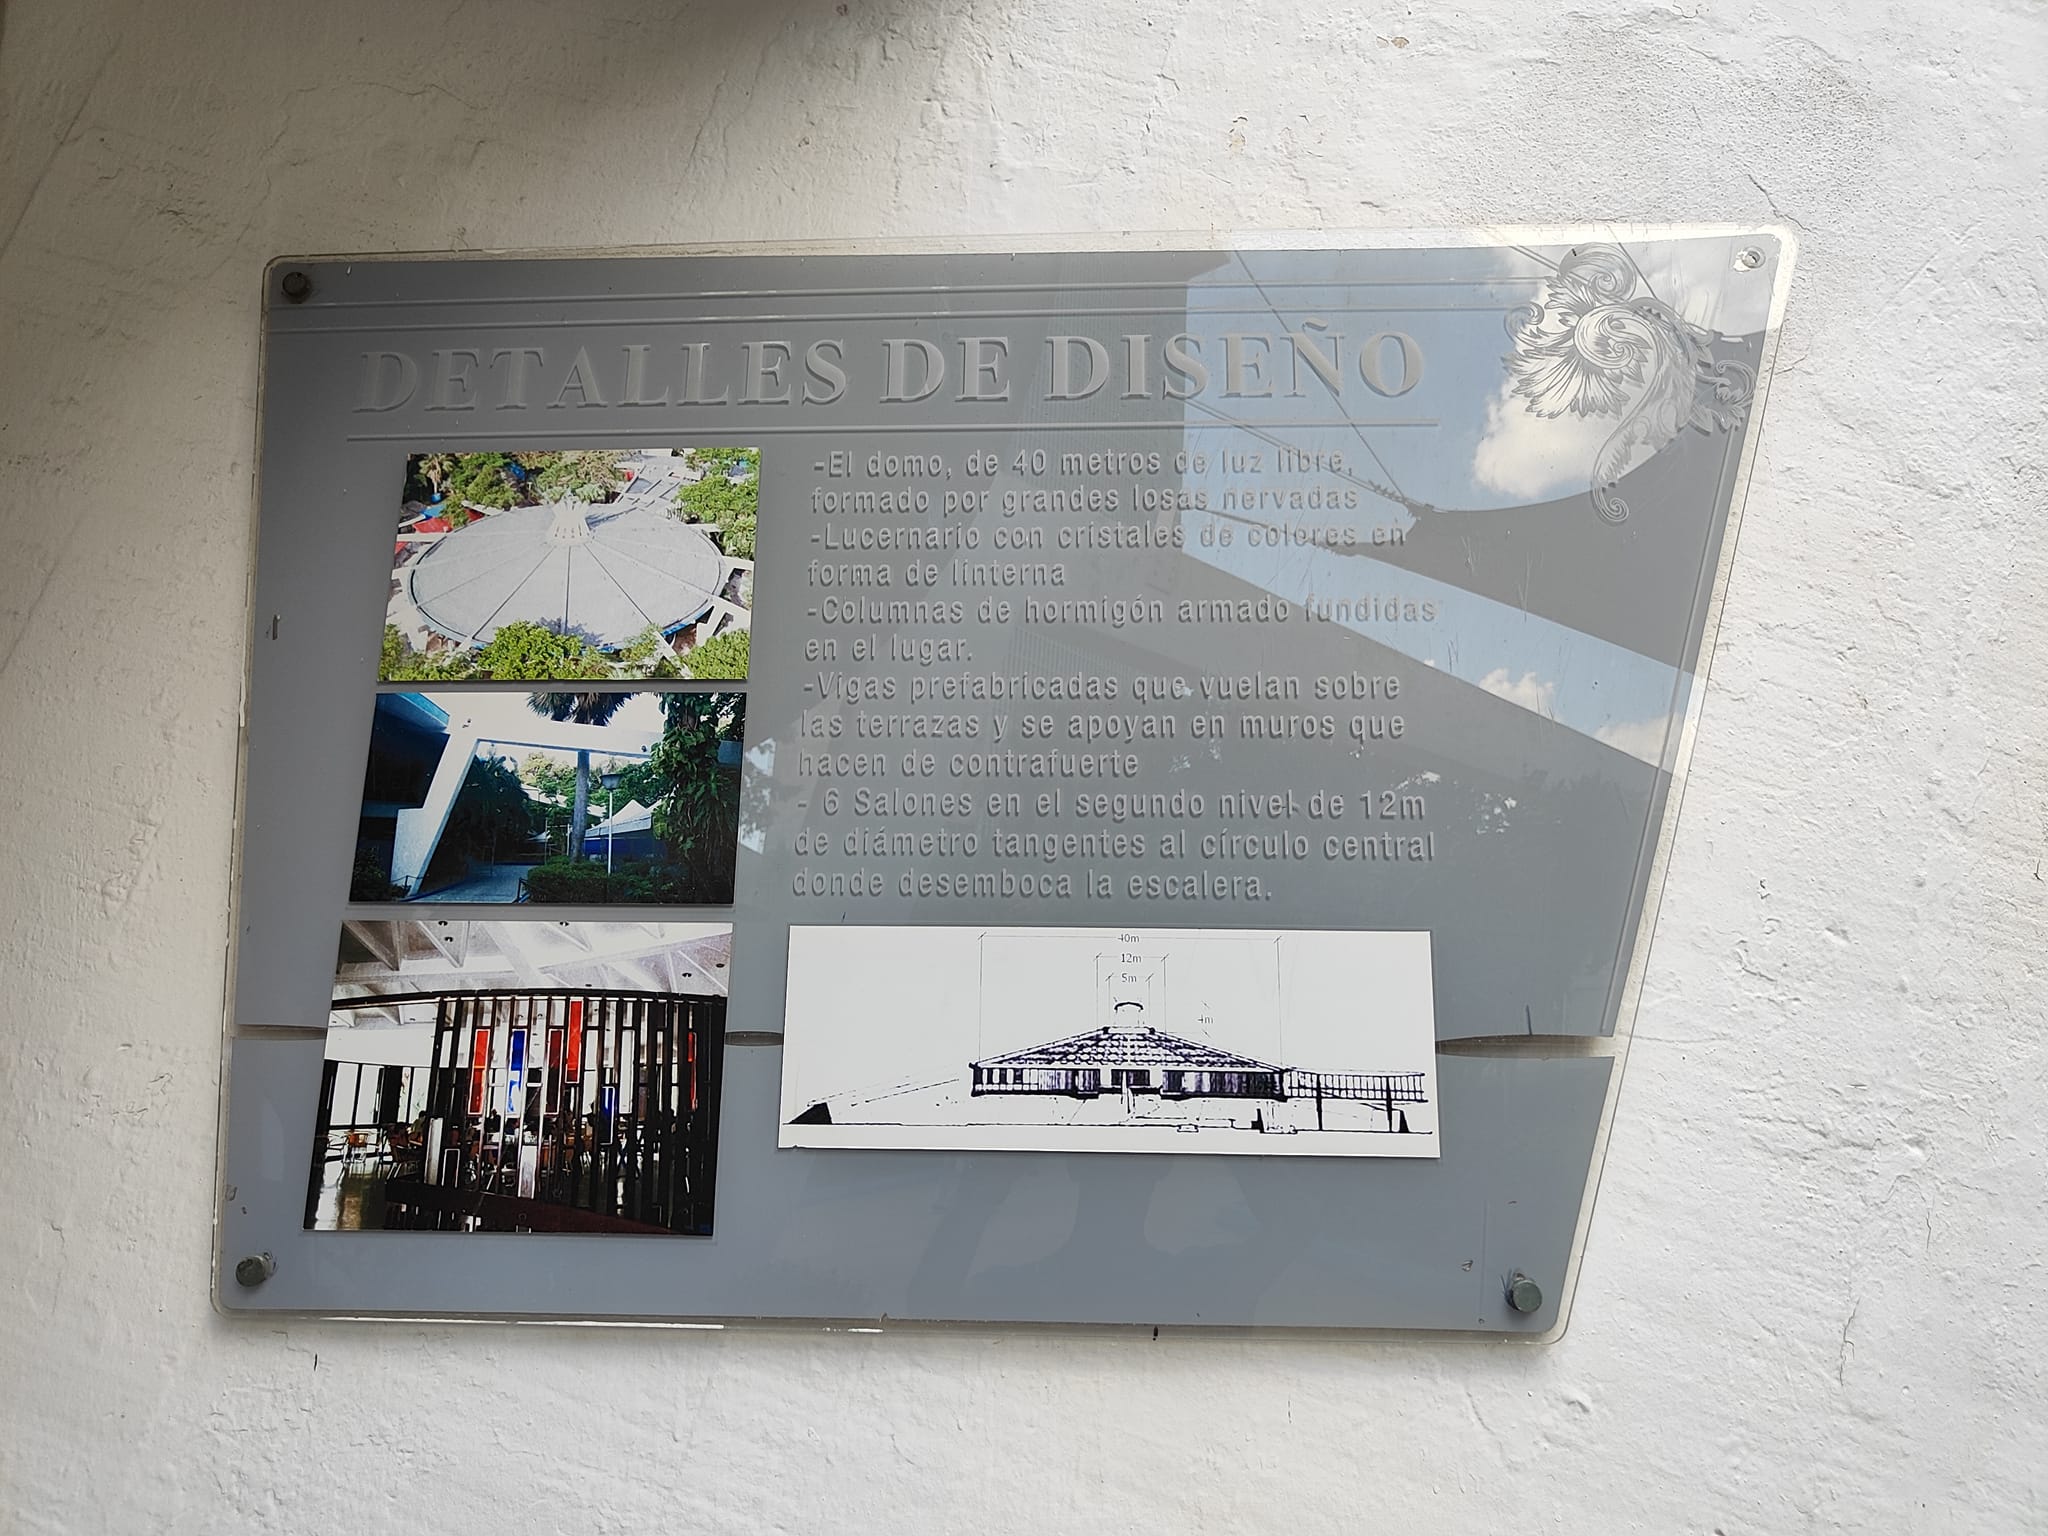 DETALLES DE DISEÑO
-El domo, de 40 metros de luz libre,
formado por grandes losas nervadas
-Lucernario con cristales de colores en
forma de linterna
-Columnas de hormigón armado fundidas
en el lugar.
-Vigas prefabricadas que vuelan sobre
las terrazas y se apoyan en muros que
hacen de contrafuerte
- 6 Salones en el segundo nivel de 12m
de diámetro tangentes al círculo central
donde desemboca la escalera.
40m
12m
5m
4m